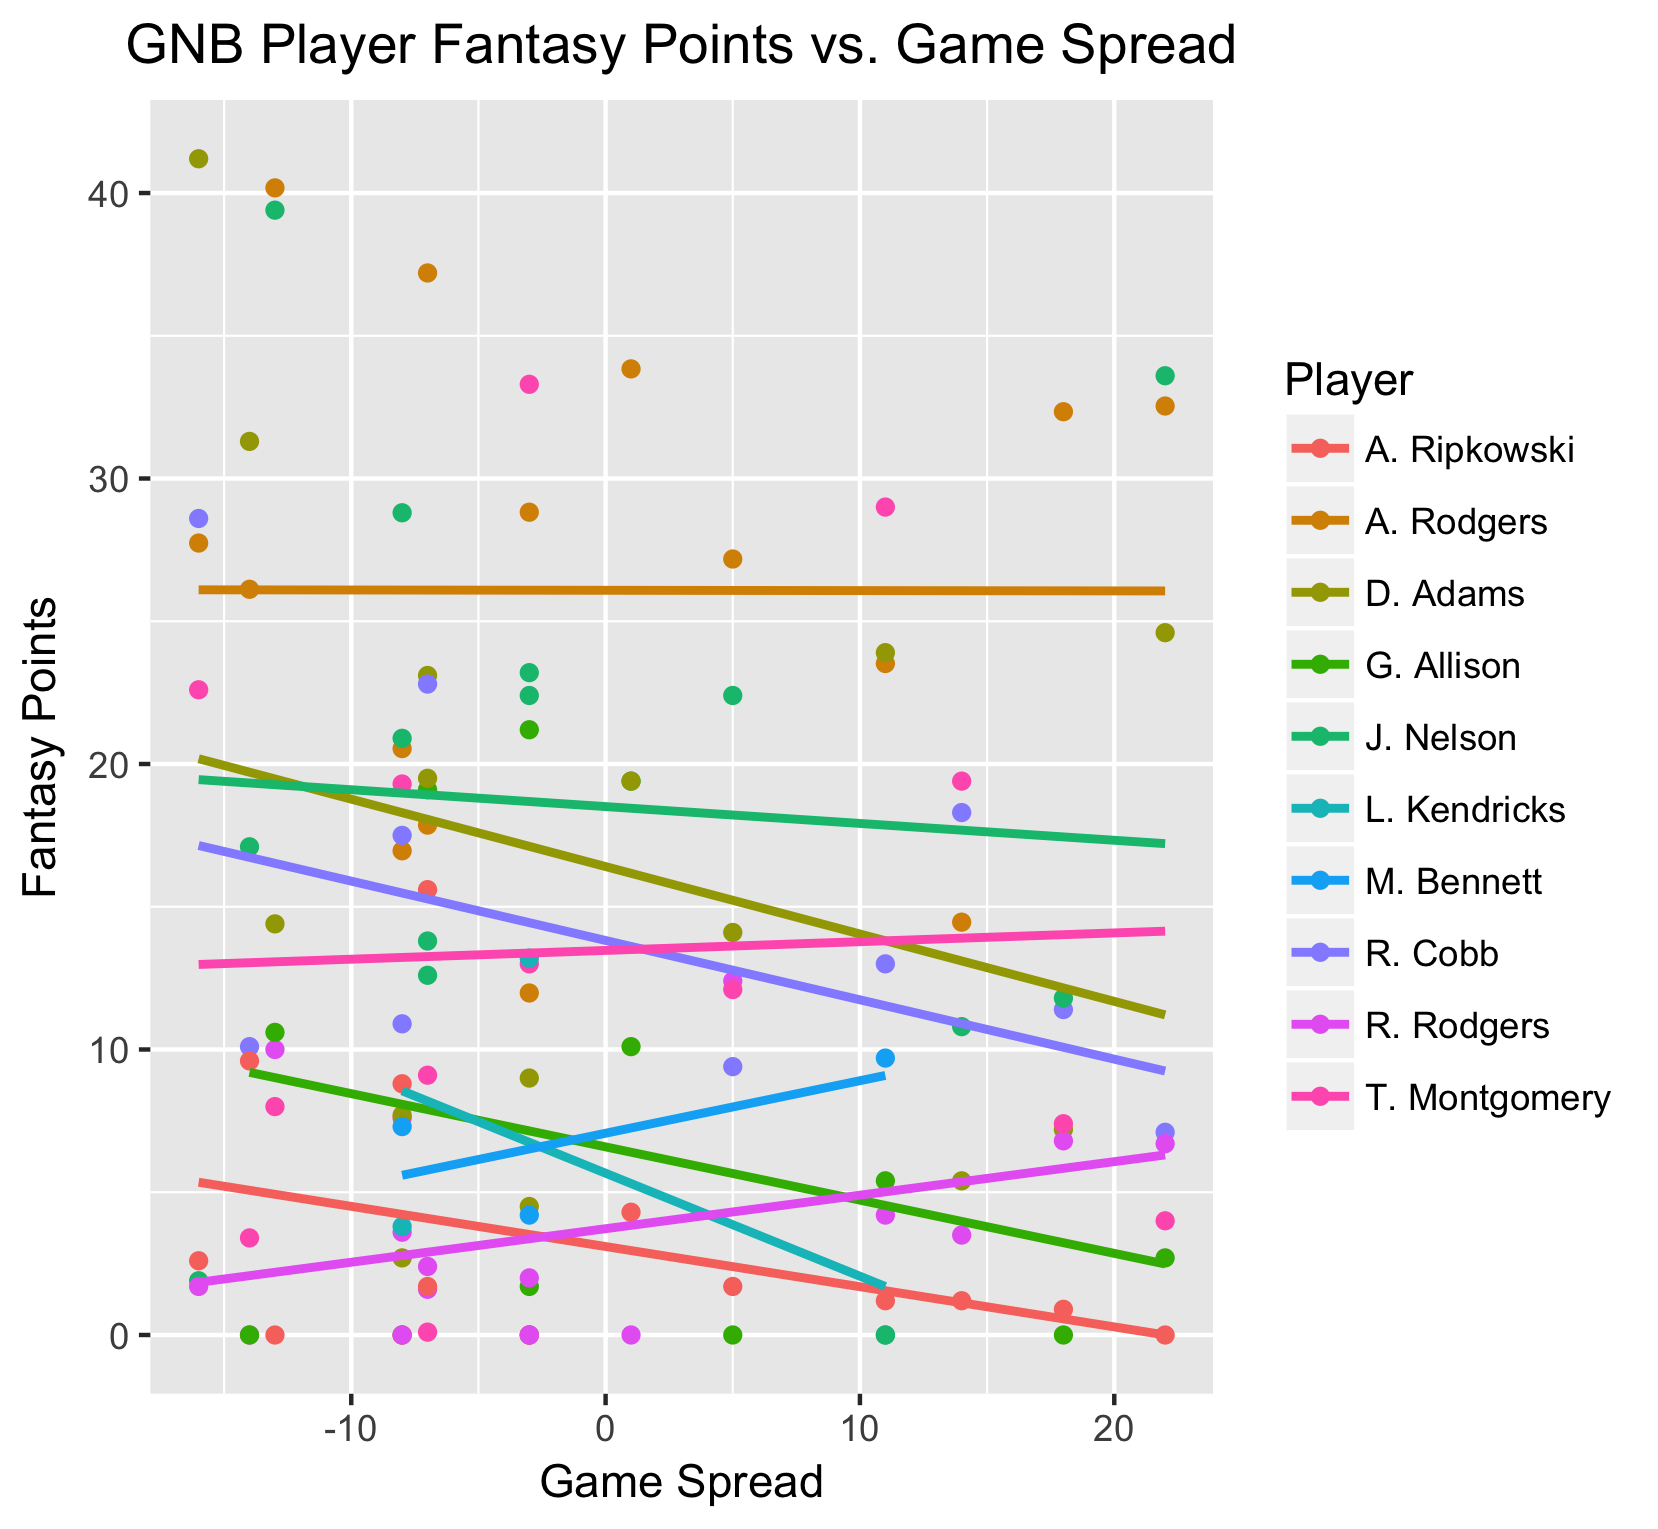 GNB Player Fantasy Points vs. Game Spread
Fantasy Points
40
30
20
10
0
-10
0
10
20
Game Spread
Player
A. Ripkowski
A. Rodgers
D. Adams
G. Allison
J. Nelson
L. Kendricks
M. Bennett
R. Cobb
R. Rodgers
T. Montgomery